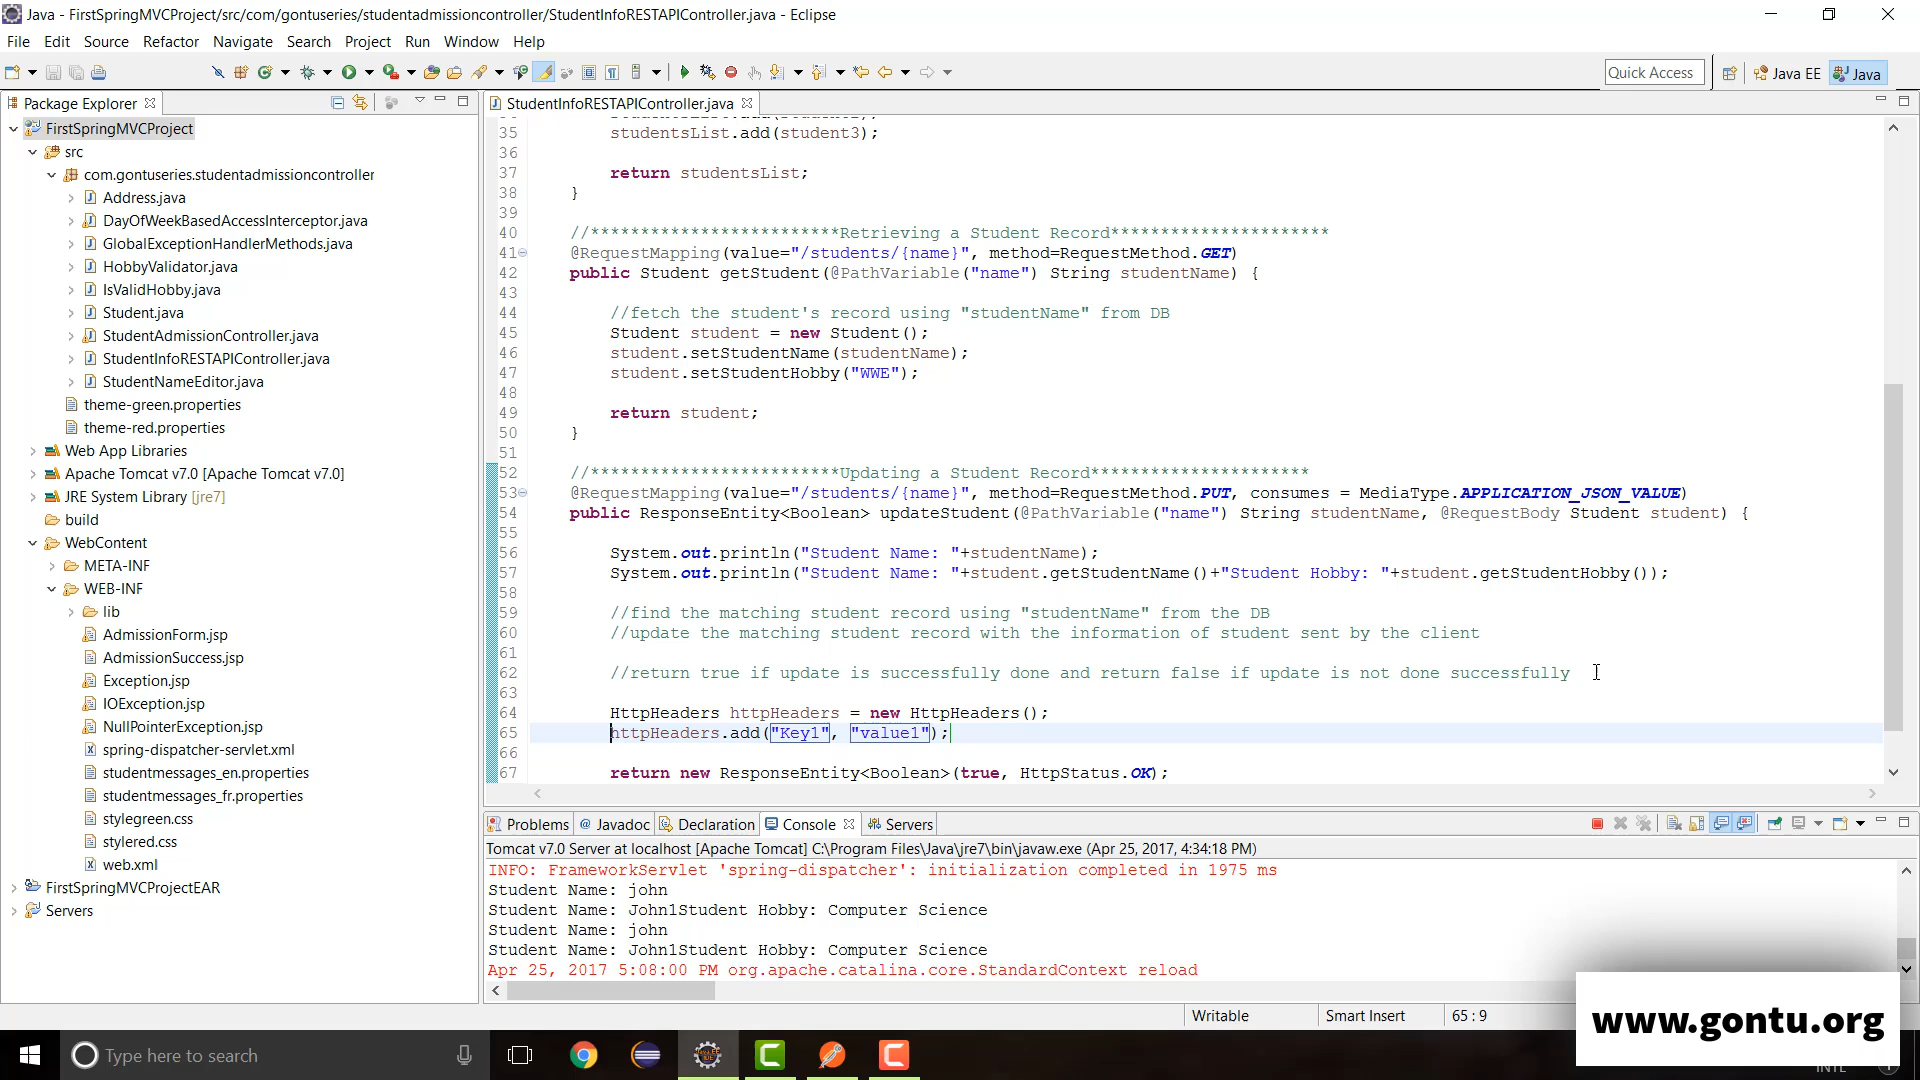 Java - FirstSpringMVCProject/src/com/gontuseries/studentadmissioncontroller/StudentInfoRESTAPIController.java - Eclipse
File Edit Source Refactor Navigate Search Project Run Window Help
Quick Access
Java EE
Java
Package Explorer
FirstSpringMVCProject
src
com.gontuseries.studentadmissioncontroller
Address.java
DayOfWeekBasedAccessInterceptor.java
GlobalExceptionHandlerMethods.java
HobbyValidator.java
IsValidHobby.java
Student.java
StudentAdmissionController.java
StudentInfoRESTAPIController.java
StudentNameEditor.java
theme-green.properties
theme-red.properties
Web App Libraries
Apache Tomcat v7.0 [Apache Tomcat v7.0]
JRE System Library [jre7]
build
WebContent
META-INF
WEB-INF
lib
AdmissionForm.jsp
AdmissionSuccess.jsp
Exception.jsp
IOException.jsp
NullPointerException.jsp
spring-dispatcher-servlet.xml
studentmessages_en.properties
studentmessages_fr.properties
stylegreen.css
stylered.css
web.xml
FirstSpringMVCProjectEAR
Servers
StudentInfoRESTAPIController.java
35 studentsList.add(student3);
36
37 return studentsList;
38 }
39
40 //*************************Retrieving a Student Record**********************
41 @RequestMapping(value="/students/{name}", method=RequestMethod.GET)
42 public Student getStudent(@PathVariable("name") String studentName) {
43
44 //fetch the student's record using "studentName" from DB
45 Student student = new Student();
46 student.setStudentName(studentName);
47 student.setStudentHobby("WWE");
48
49 return student;
50 }
51
52 //*************************Updating a Student Record**********************
53 @RequestMapping(value="/students/{name}", method=RequestMethod.PUT, consumes = MediaType.APPLICATION_JSON_VALUE)
54 public ResponseEntity<Boolean> updateStudent(@PathVariable("name") String studentName, @RequestBody Student student) {
55
56 System.out.println("Student Name: "+studentName);
57 System.out.println("Student Name: "+student.getStudentName()+"Student Hobby: "+student.getStudentHobby());
58
59 //find the matching student record using "studentName" from the DB
60 //update the matching student record with the information of student sent by the client
61
62 //return true if update is successfully done and return false if update is not done successfully
63
64 HttpHeaders httpHeaders = new HttpHeaders();
65 httpHeaders.add("Key1", "value1");
66
67 return new ResponseEntity<Boolean>(true, HttpStatus.OK);
Problems @ Javadoc Declaration Console Servers
Tomcat v7.0 Server at localhost [Apache Tomcat] C:\Program Files\Java\jre7\bin\javaw.exe (Apr 25, 2017, 4:34:18 PM)
INFO: FrameworkServlet 'spring-dispatcher': initialization completed in 1975 ms
Student Name: john
Student Name: John1Student Hobby: Computer Science
Student Name: john
Student Name: John1Student Hobby: Computer Science
Apr 25, 2017 5:08:00 PM org.apache.catalina.core.StandardContext reload
Writable Smart Insert 65 : 9
www.gontu.org
Type here to search